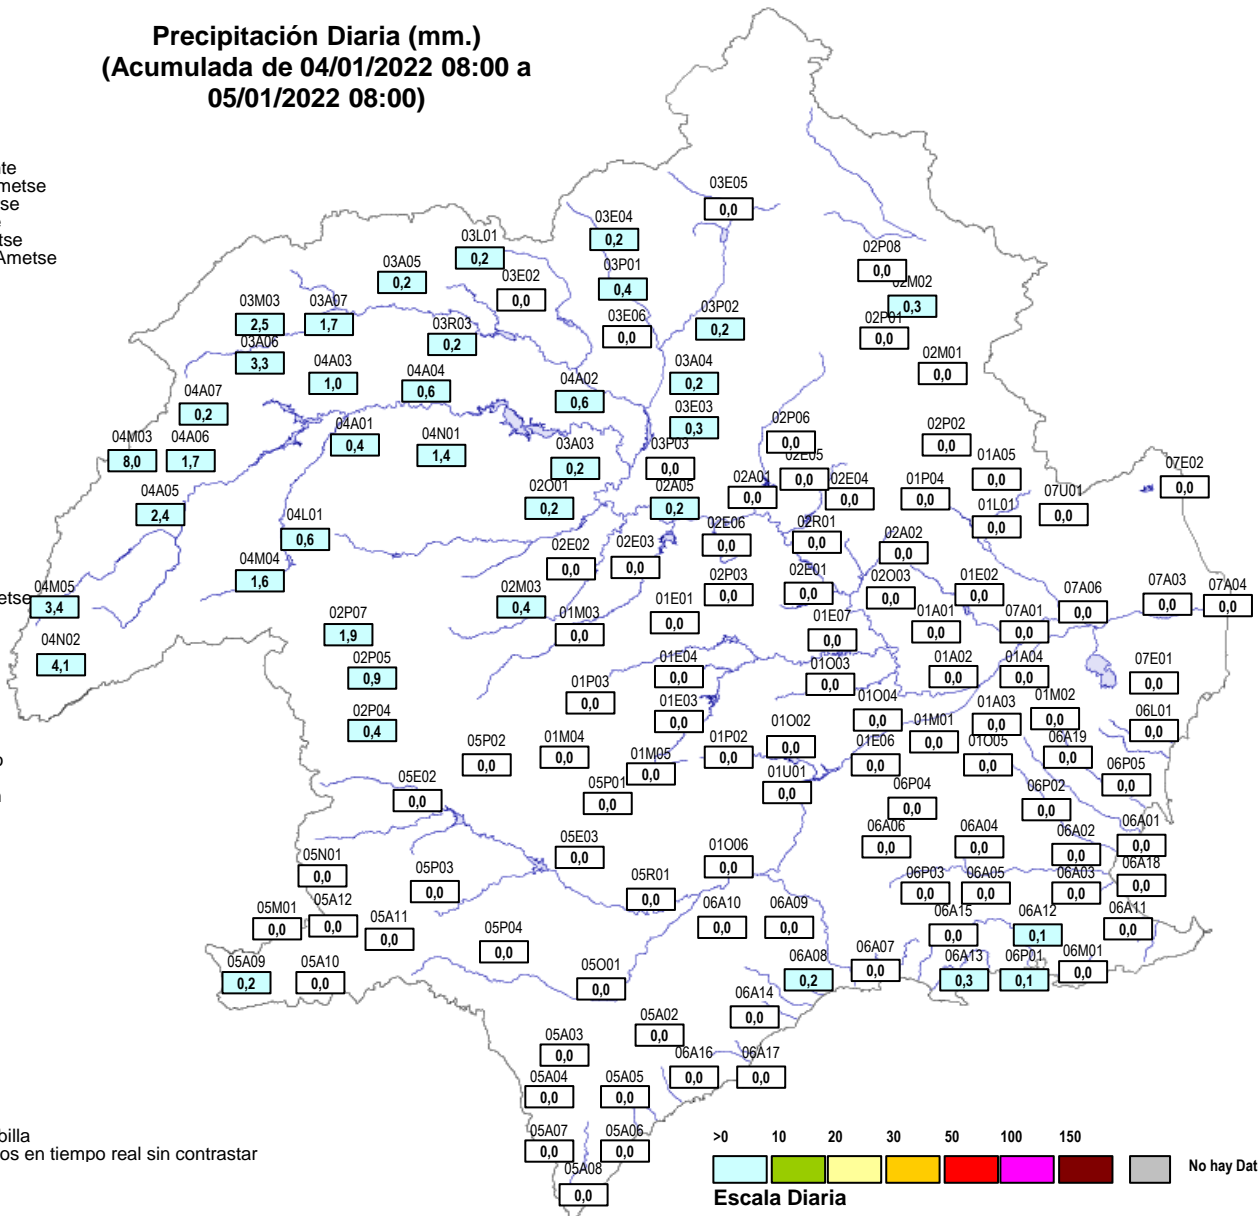 Precipitación Diaria (mm.)
(Acumulada de 04/01/2022 08:00 a
05/01/2022 08:00)
03E05
0,0
03E04
0,2
03L01
0,2
02P08
0,0
03A05
0,2
03E02
0,0
03P01
0,4
02M02
0,3
03M03
2,5
03A07
1,7
03R03
0,2
03E06
0,0
03P02
0,2
02P01
0,0
03A06
3,3
04A03
1,0
04A04
0,6
04A02
0,6
03A04
0,2
02M01
0,0
04A07
0,2
03E03
0,3
04A01
0,4
04N01
1,4
02P06
0,0
02P02
0,0
04M03
8,0
04A06
1,7
03A03
0,2
03P03
0,0
02E05
0,0
01A05
0,0
07E02
0,0
04A05
2,4
02O01
0,2
02A05
0,2
02A01
0,0
02E04
0,0
01P04
0,0
07U01
0,0
01L01
0,0
04L01
0,6
02E06
0,0
02R01
0,0
02A02
0,0
02E02
0,0
02E03
0,0
04M04
1,6
02P03
0,0
02E01
0,0
02O03
0,0
01E02
0,0
07A06
0,0
07A03
0,0
07A04
0,0
etse
04M05
3,4
02M03
0,4
01M03
0,0
01E01
0,0
01E07
0,0
01A01
0,0
07A01
0,0
02P07
1,9
04N02
4,1
02P05
0,9
01E04
0,0
01O03
0,0
01A02
0,0
01A04
0,0
07E01
0,0
01P03
0,0
02P04
0,4
01E03
0,0
01O04
0,0
01A03
0,0
01M02
0,0
06L01
0,0
01M01
0,0
01O02
0,0
05P02
0,0
01M04
0,0
01M05
0,0
01P02
0,0
01E06
0,0
01O05
0,0
06A19
0,0
05E02
0,0
05P01
0,0
01U01
0,0
06P04
0,0
06P02
0,0
06P05
0,0
05E03
0,0
01O06
0,0
06A06
0,0
06A04
0,0
06A02
0,0
06A01
0,0
05N01
0,0
05P03
0,0
05R01
0,0
06P03
0,0
06A05
0,0
06A03
0,0
06A18
0,0
05M01
0,0
05A12
0,0
05A11
0,0
06A10
0,0
06A09
0,0
06A15
0,0
06A12
0,1
06A11
0,0
05P04
0,0
05A09
0,2
05A10
0,0
05O01
0,0
06A08
0,2
06A07
0,0
06A13
0,3
06P01
0,1
06M01
0,0
06A14
0,0
05A02
0,0
05A03
0,0
06A16
0,0
06A17
0,0
05A04
0,0
05A05
0,0
05A07
0,0
05A06
0,0
05A08
0,0
nte
Ametse
tse
Ametse
billa
os en tiempo real sin contrastar
>0 10 20 30 50 100 150
No hay Dat
Escala Diaria